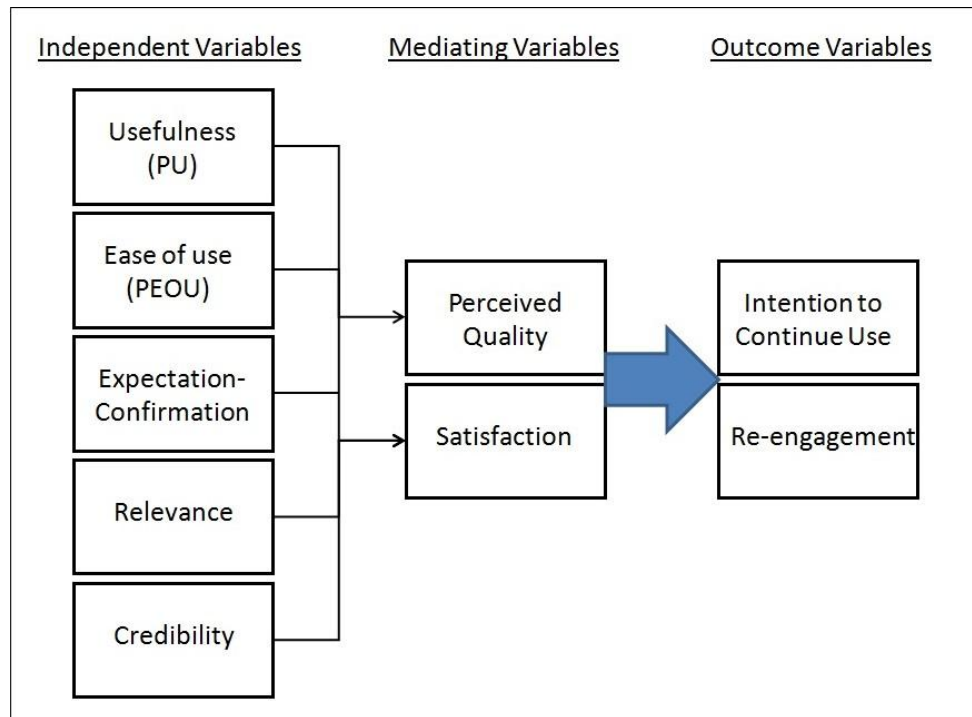 Independent Variables
Mediating Variables
Outcome Variables
Usefulness
(PU)
Ease of use
(PEOU)
Expectation-
Confirmation
Relevance
Credibility
Perceived
Quality
Satisfaction
Intention to
Continue Use
Re-engagement